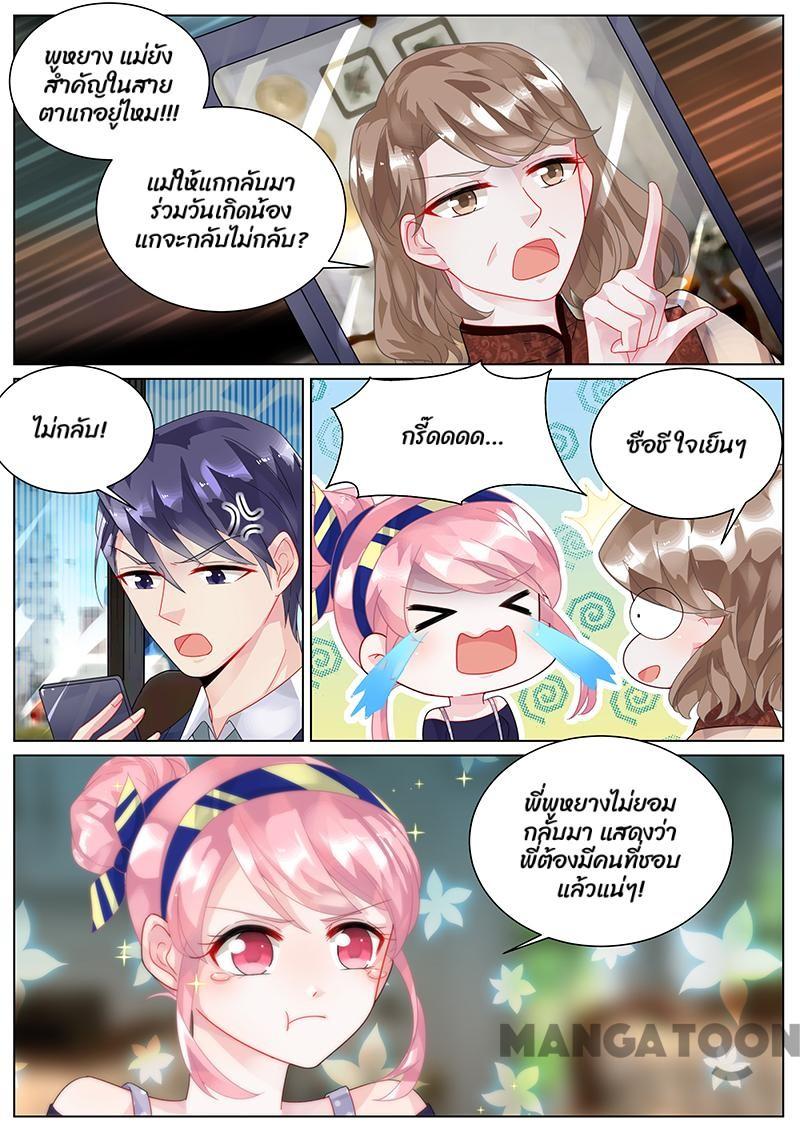 พูหยาง แม่ยัง
สำคัญในสาย
ตาแกอยู่ไหม!!!
แม่ให้แกกลับมา
ร่วมวันเกิดน้อง
แกจะกลับไม่กลับ?
ไม่กลับ!
กรี๊ดดดด...
ซือชี ใจเย็นๆ
พี่พูหยางไม่ยอม
กลับมา แสดงว่า
พี่ต้องมีคนที่ชอบ
แล้วแน่ๆ!
MANGATOON